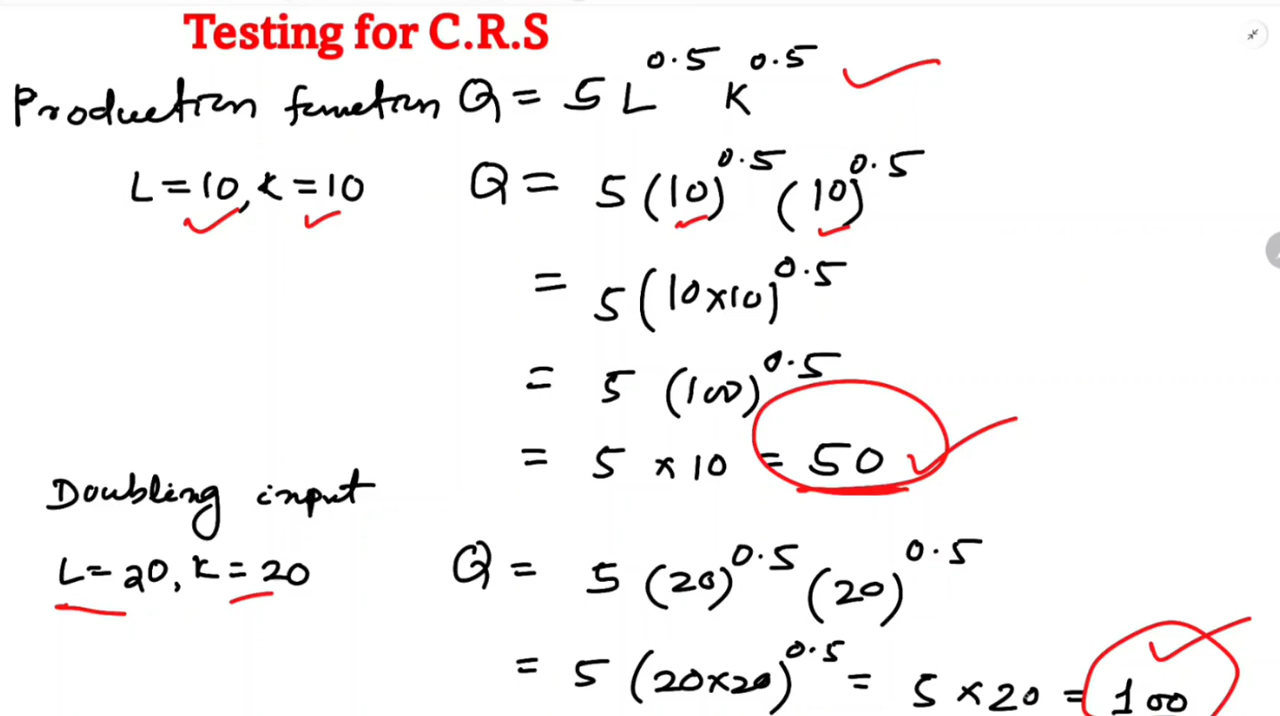 Testing for C.R.S
Production function Q = 5 L^0.5 K^0.5
L=10, K=10 Q = 5 (10)^0.5 (10)^0.5
= 5 (10×10)^0.5
= 5 (100)^0.5
= 5 × 10 = 50
Doubling input
L=20, K=20 Q = 5 (20)^0.5 (20)^0.5
= 5 (20×20)^0.5 = 5 × 20 = 100